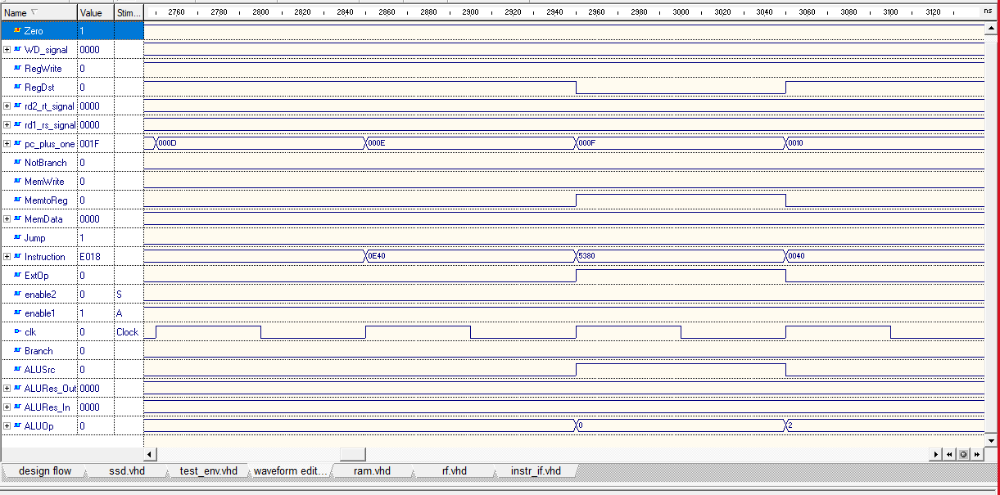 Name Value Stim... 2760 2780 2800 2820 2840 2860 2880 2900 2920 2940 2960 2980 3000 3020 3040 3060 3080 3100 3120 ns
Zero 1
WD_signal 0000
RegWrite 0
RegDst 0
rd2_rt_signal 0000
rd1_rs_signal 0000
pc_plus_one 001F 000D 000E 000F 0010
NotBranch 0
MemWrite 0
MemtoReg 0
MemData 0000
Jump 1
Instruction E018 0E40 5380 0040
ExtOp 0
enable2 0 S
enable1 1 A
clk 0 Clock
Branch 0
ALUSrc 0
ALURes_Out 0000
ALURes_In 0000
ALUOp 0 0 2
design flow ssd.vhd test_env.vhd waveform edit... ram.vhd rf.vhd instr_if.vhd